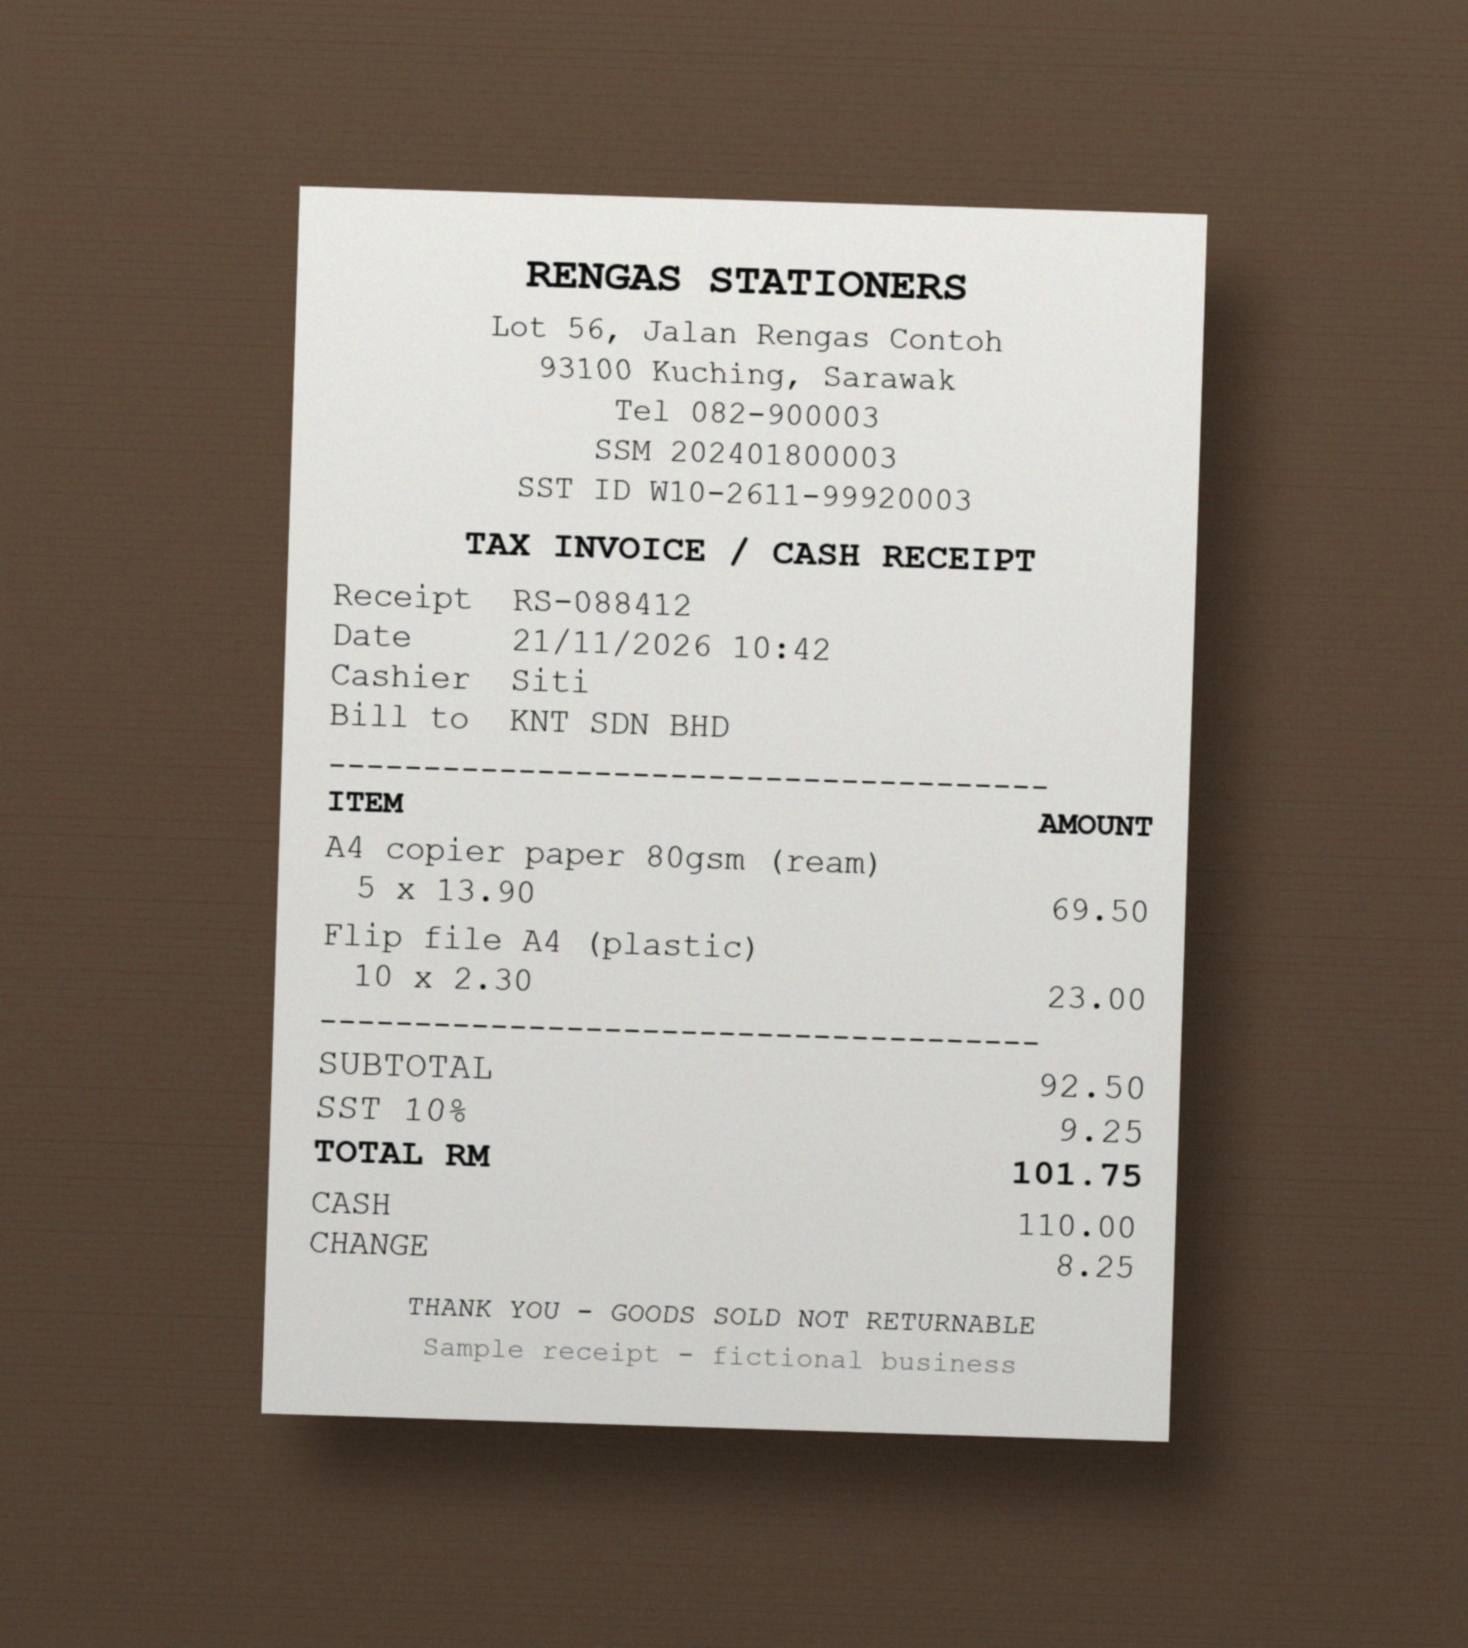 RENGAS STATIONERS
Lot 56, Jalan Rengas Contoh
93100 Kuching, Sarawak
Tel 082-900003
SSM 202401800003
SST ID W10-2611-99920003
TAX INVOICE / CASH RECEIPT
Receipt RS-088412
Date 21/11/2026 10:42
Cashier Siti
Bill to KNT SDN BHD
--------------------------------------
ITEM AMOUNT
A4 copier paper 80gsm (ream)
5 x 13.90 69.50
Flip file A4 (plastic)
10 x 2.30 23.00
--------------------------------------
SUBTOTAL 92.50
SST 10% 9.25
TOTAL RM 101.75
CASH 110.00
CHANGE 8.25
THANK YOU - GOODS SOLD NOT RETURNABLE
Sample receipt - fictional business